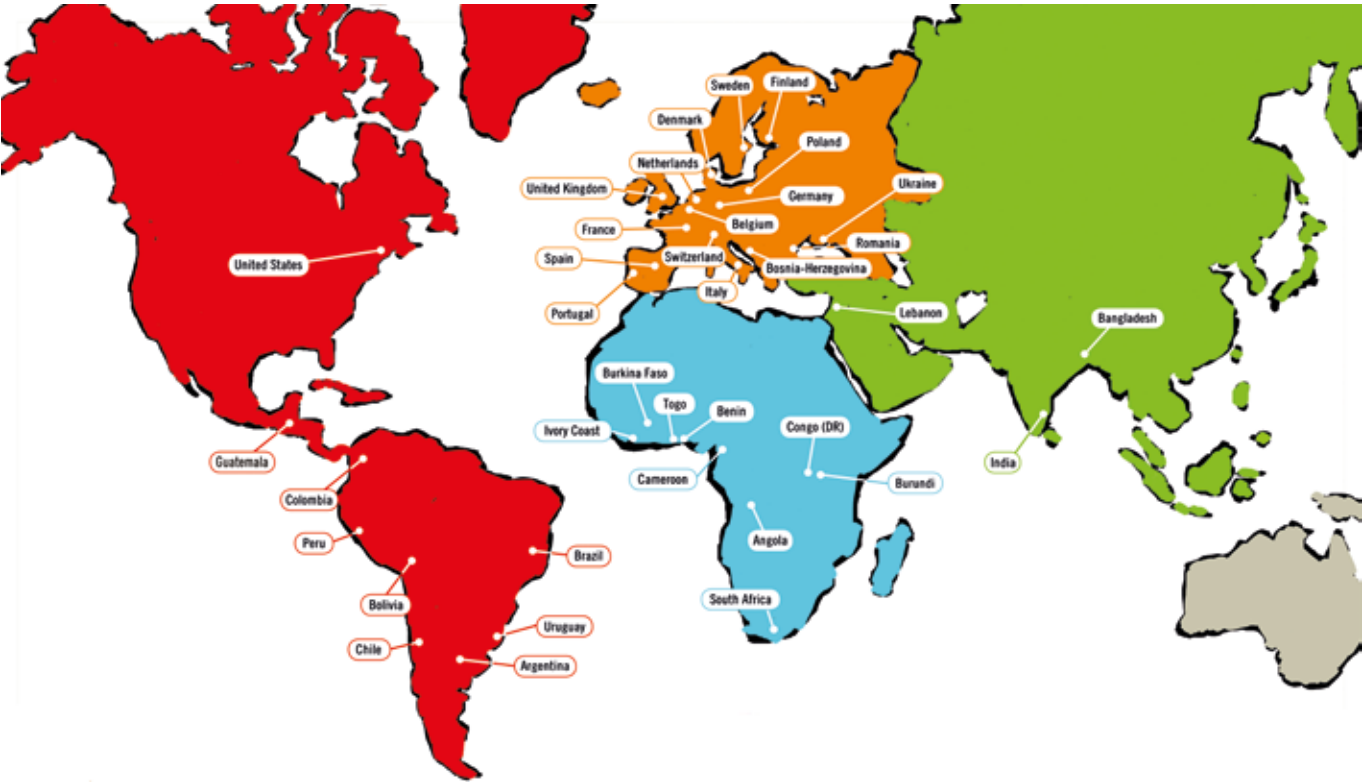 Sweden
Finland
Denmark
Poland
Netherlands
Ukraine
United Kingdom
Germany
Belgium
France
Romania
Spain
Switzerland
Bosnia-Herzegovina
United States
Italy
Portugal
Lebanon
Bangladesh
Burkina Faso
Togo
Benin
Ivory Coast
Congo (DR)
Guatemala
India
Cameroon
Burundi
Colombia
Peru
Angola
Brazil
Bolivia
South Africa
Uruguay
Chile
Argentina